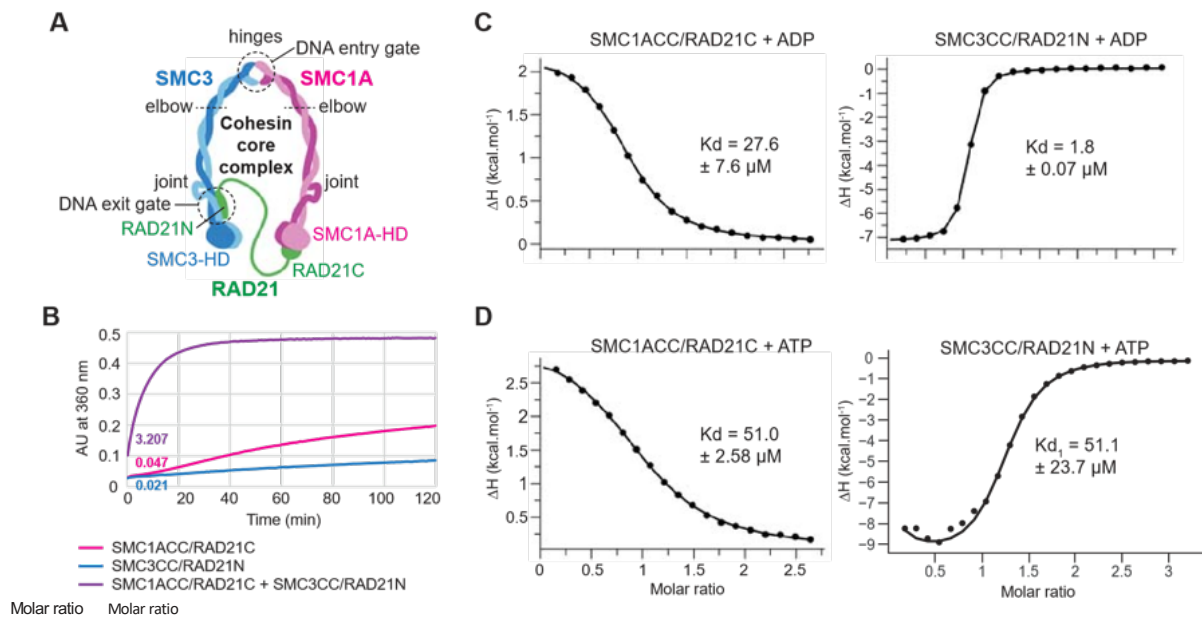 A
hinges
DNA entry gate
SMC3
SMC1A
elbow
elbow
Cohesin
core
complex
joint
joint
DNA exit gate
RAD21N
SMC1A-HD
SMC3-HD
RAD21C
RAD21
B
AU at 360 nm
0.5
0.4
0.3
0.2
0.1
0
3.207
0.047
0.021
0 20 40 60 80 100 120
Time (min)
SMC1ACC/RAD21C
SMC3CC/RAD21N
SMC1ACC/RAD21C + SMC3CC/RAD21N
Molar ratio Molar ratio
C
SMC1ACC/RAD21C + ADP
ΔH (kcal.mol-1)
2
1
0
Kd = 27.6
± 7.6 µM
SMC3CC/RAD21N + ADP
ΔH (kcal.mol-1)
0
-1
-2
-3
-4
-5
-6
-7
Kd = 1.8
± 0.07 µM
D
SMC1ACC/RAD21C + ATP
ΔH (kcal.mol-1)
2.5
2
1.5
1
0.5
Kd = 51.0
± 2.58 µM
0 0.5 1 1.5 2 2.5
Molar ratio
SMC3CC/RAD21N + ATP
ΔH (kcal.mol-1)
0
-1
-2
-3
-4
-5
-6
-7
-8
-9
Kd1 = 51.1
± 23.7 µM
0.5 1 1.5 2 2.5 3
Molar ratio